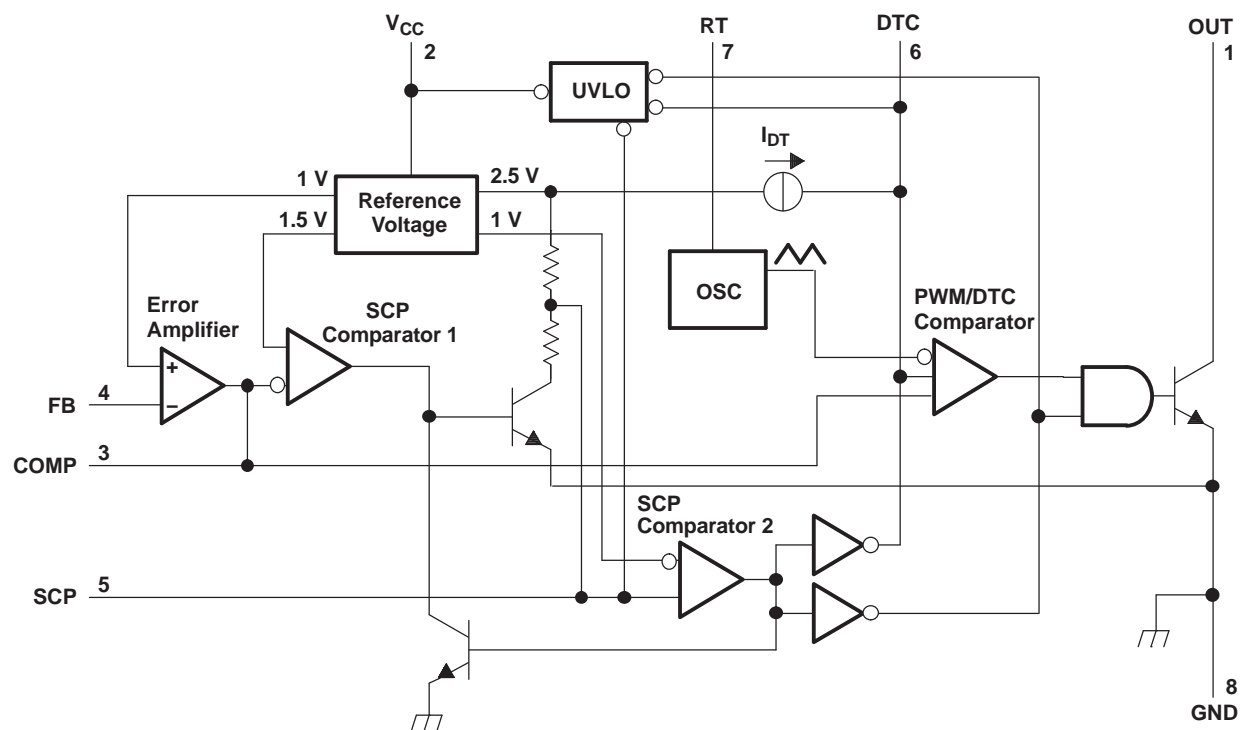 VCC
2
RT
7
DTC
6
OUT
1
UVLO
IDT
1 V
2.5 V
Reference
Voltage
1.5 V
1 V
OSC
Error
Amplifier
SCP
Comparator 1
PWM/DTC
Comparator
+
−
FB
4
COMP
3
SCP
Comparator 2
SCP
5
8
GND